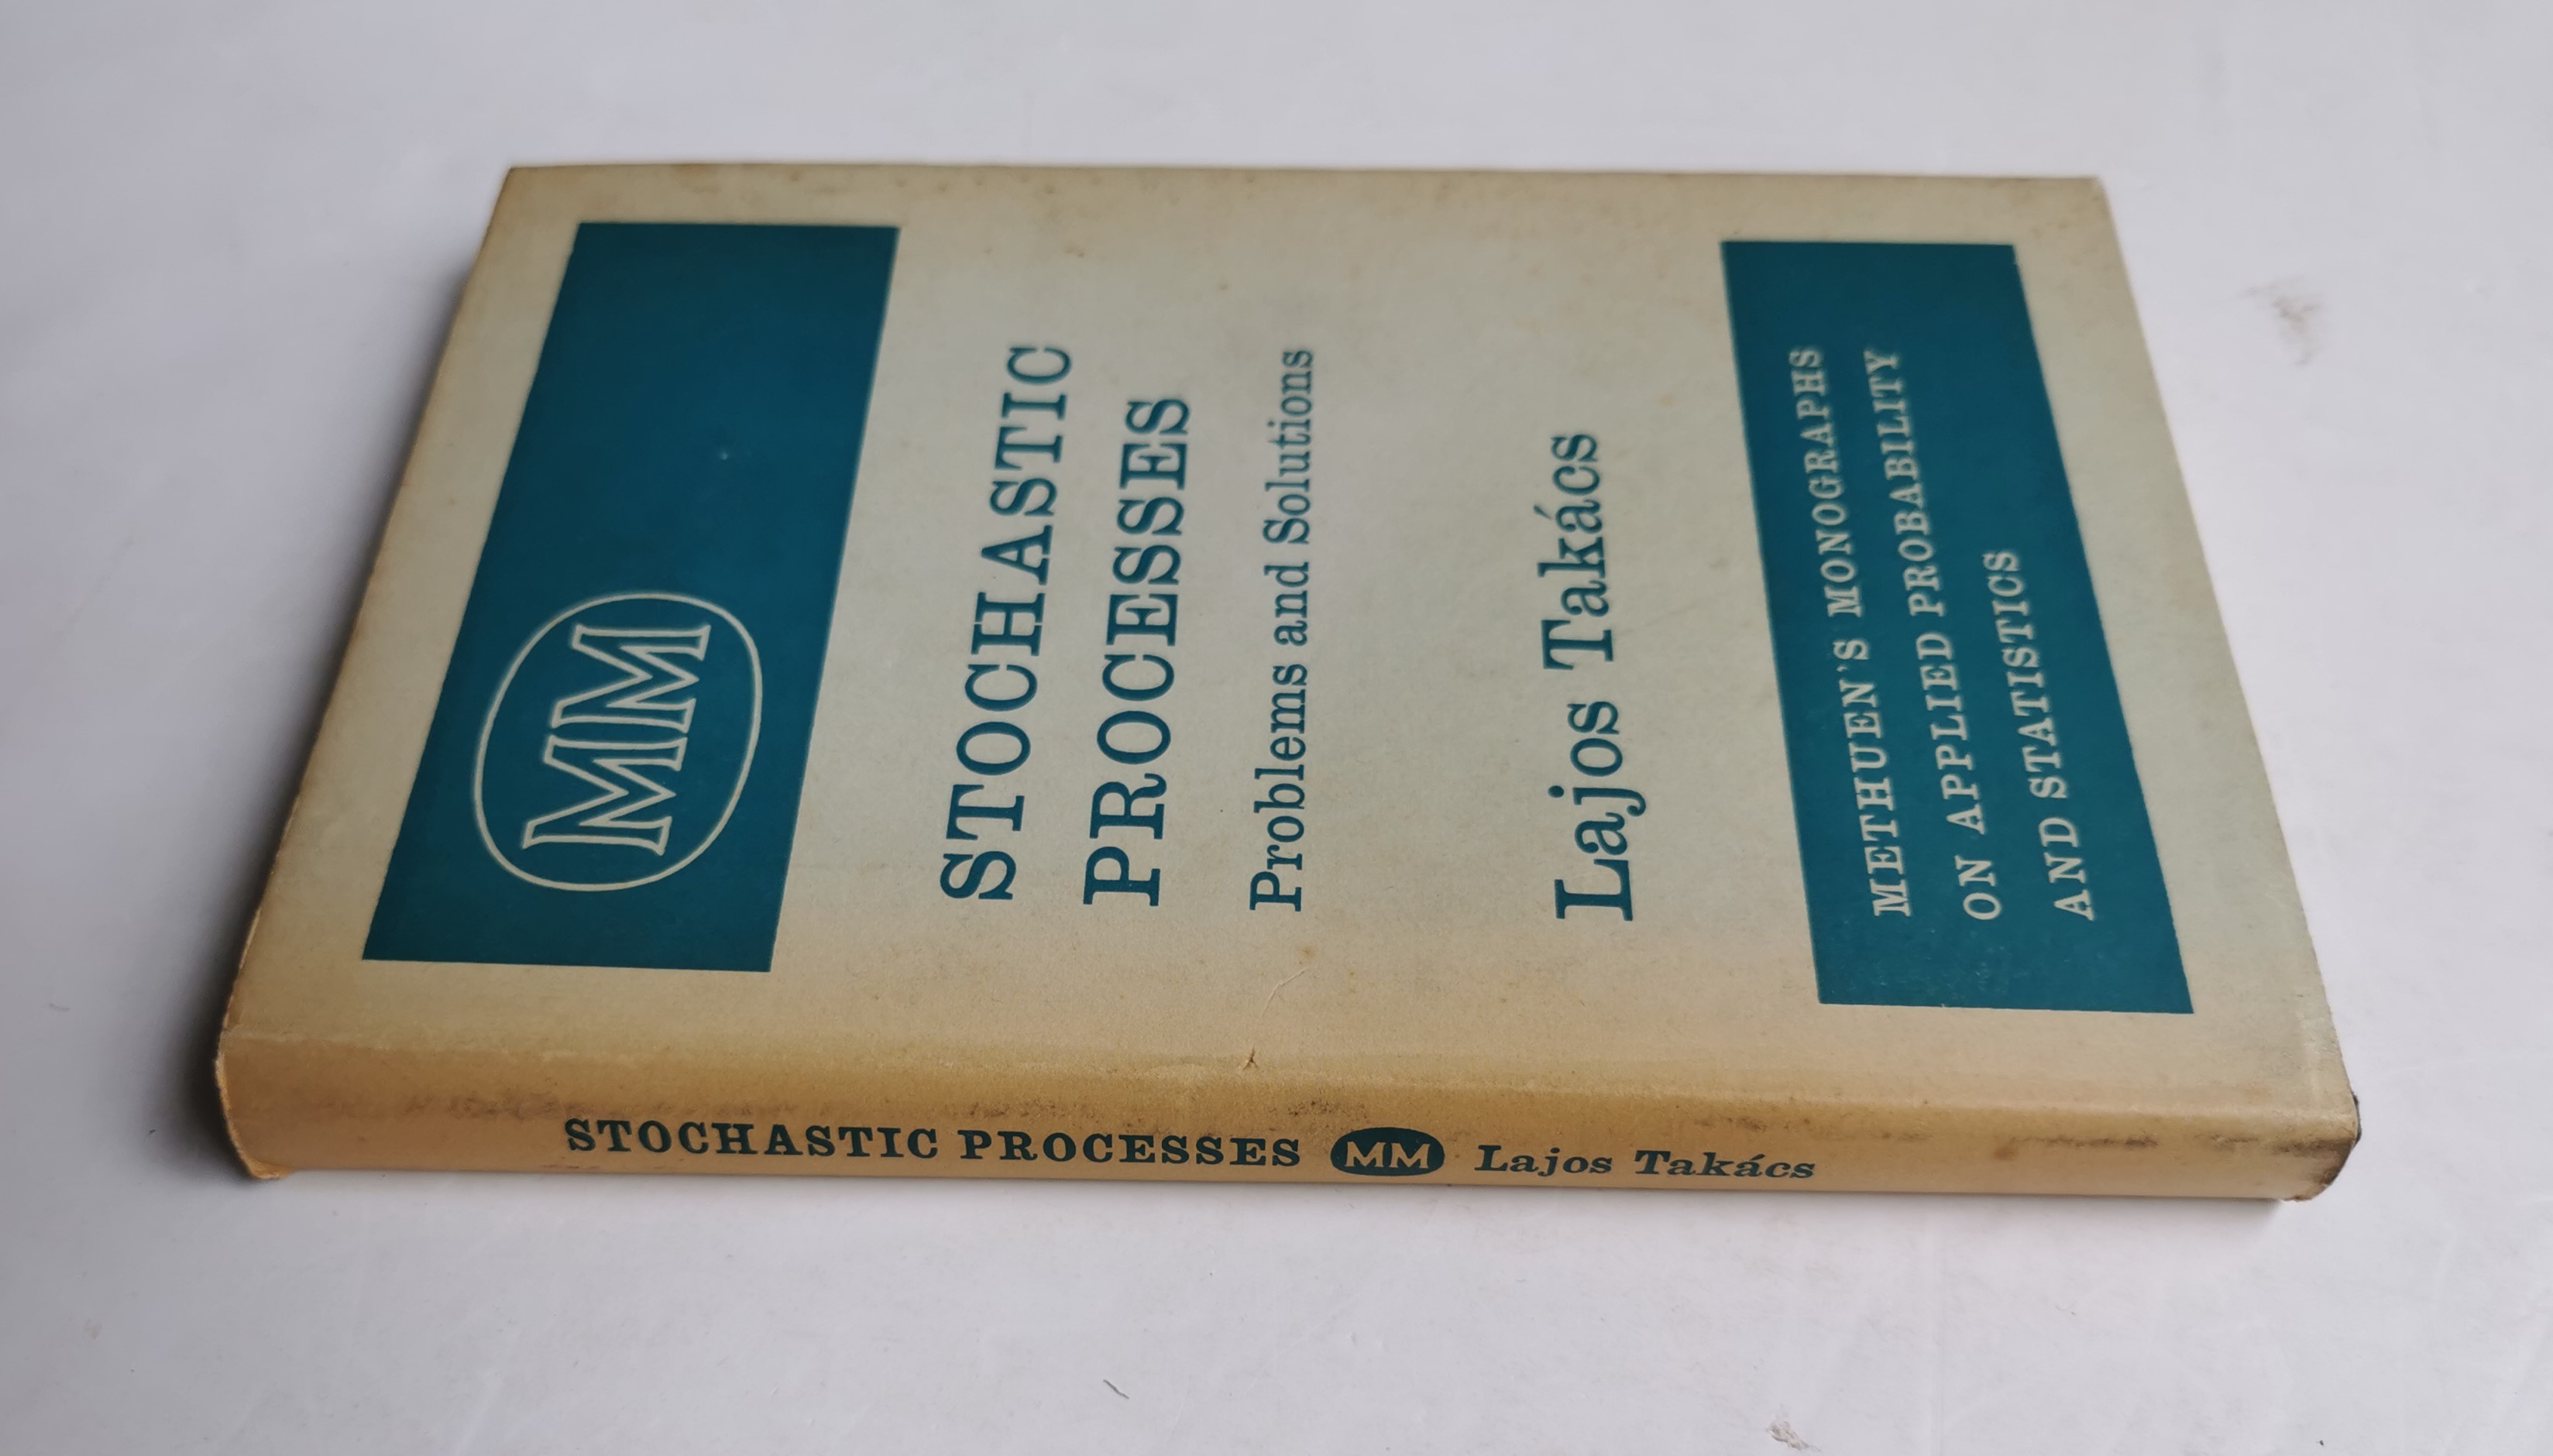 MM
STOCHASTIC
PROCESSES
Problems and Solutions
Lajos Takács
METHUEN'S MONOGRAPHS
ON APPLIED PROBABILITY
AND STATISTICS
STOCHASTIC PROCESSES MM Lajos Takács